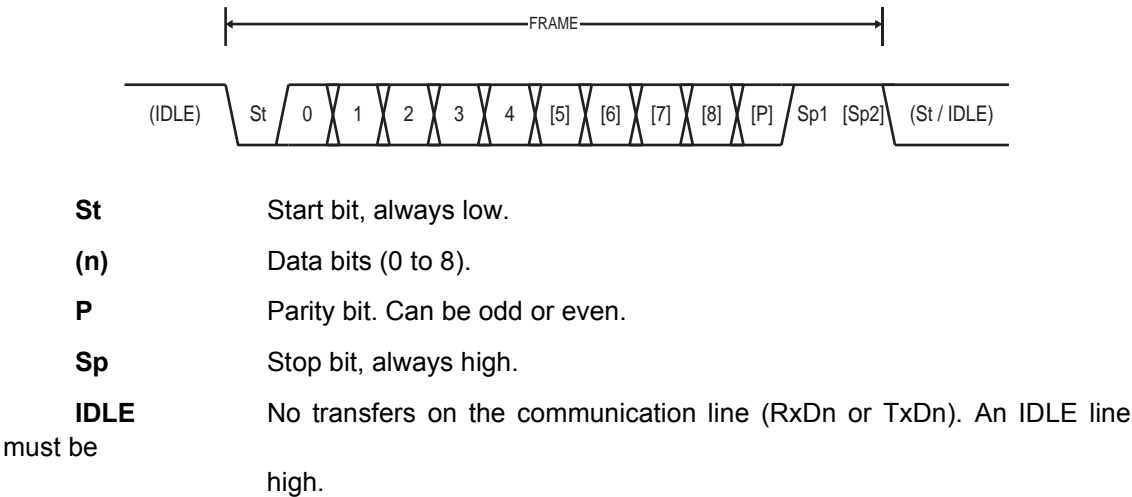 FRAME
(IDLE) St 0 1 2 3 4 [5] [6] [7] [8] [P] Sp1 [Sp2] (St / IDLE)
St Start bit, always low.
(n) Data bits (0 to 8).
P Parity bit. Can be odd or even.
Sp Stop bit, always high.
IDLE No transfers on the communication line (RxDn or TxDn). An IDLE line
must be
high.